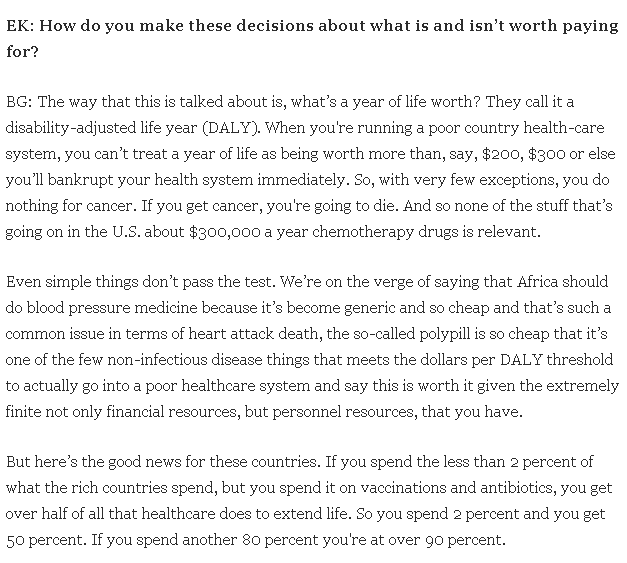 EK: How do you make these decisions about what is and isn't worth paying
for?
BG: The way that this is talked about is, what's a year of life worth? They call it a
disability-adjusted life year (DALY). When you're running a poor country health-care
system, you can't treat a year of life as being worth more than, say, $200, $300 or else
you'll bankrupt your health system immediately. So, with very few exceptions, you do
nothing for cancer. If you get cancer, you're going to die. And so none of the stuff that's
going on in the U.S. about $300,000 a year chemotherapy drugs is relevant.
Even simple things don't pass the test. We're on the verge of saying that Africa should
do blood pressure medicine because it's become generic and so cheap and that's such a
common issue in terms of heart attack death, the so-called polypill is so cheap that it's
one of the few non-infectious disease things that meets the dollars per DALY threshold
to actually go into a poor healthcare system and say this is worth it given the extremely
finite not only financial resources, but personnel resources, that you have.
But here's the good news for these countries. If you spend the less than 2 percent of
what the rich countries spend, but you spend it on vaccinations and antibiotics, you get
over half of all that healthcare does to extend life. So you spend 2 percent and you get
50 percent. If you spend another 80 percent you're at over 90 percent.